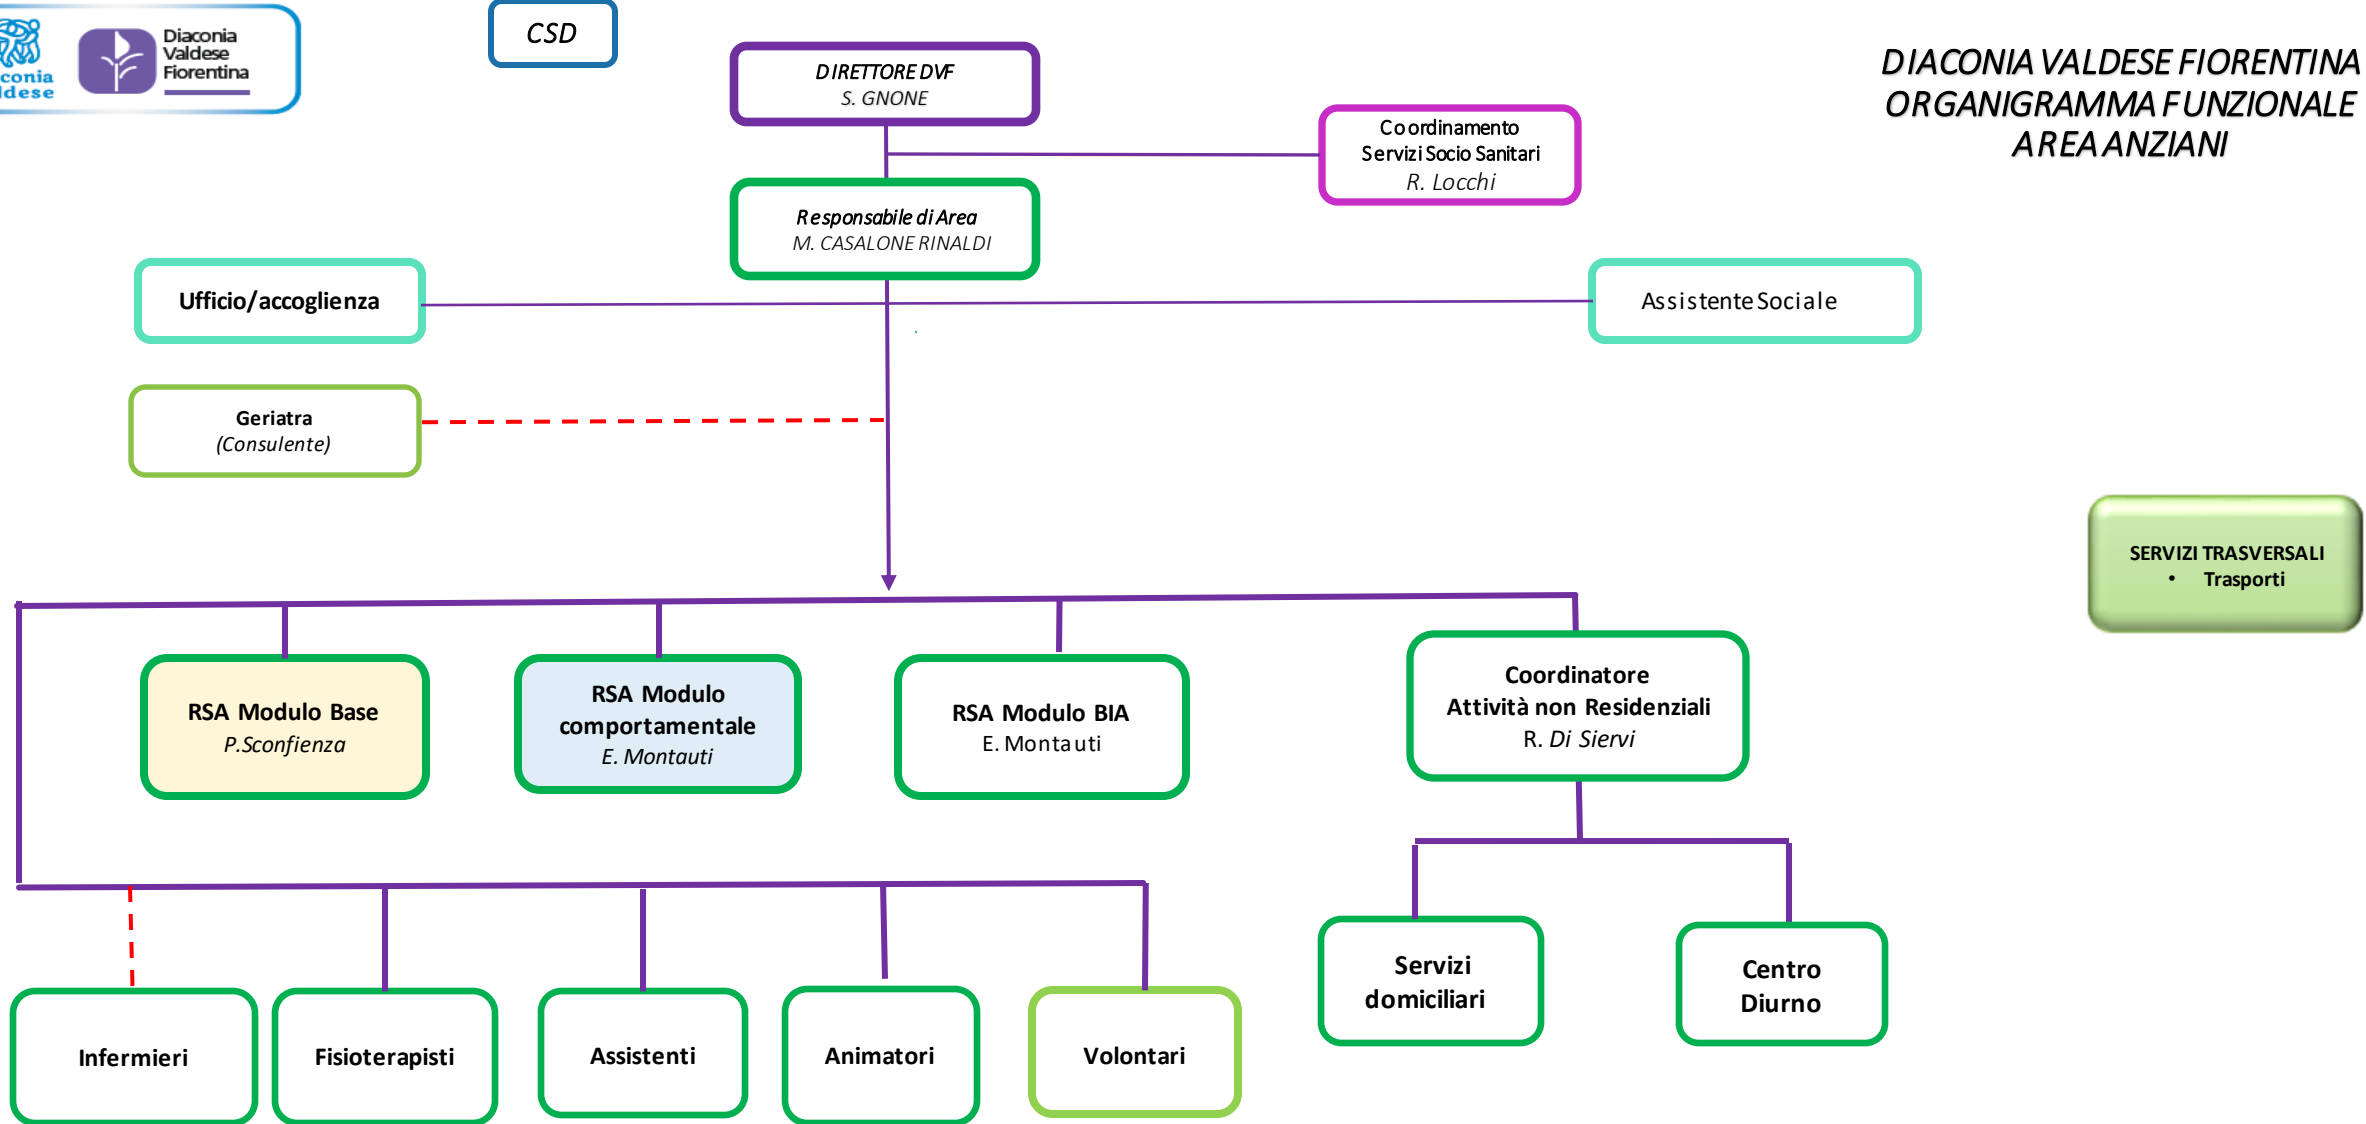 Diaconia
Valdese
Fiorentina
CSD
DIRETTORE DVF
S. GNONE
Coordinamento
Servizi Socio Sanitari
R. Locchi
DIACONIA VALDESE FIORENTINA
ORGANIGRAMMA FUNZIONALE
AREA ANZIANI
Responsabile di Area
M. CASALONE RINALDI
Ufficio/accoglienza
Assistente Sociale
Geriatra
(Consulente)
SERVIZI TRASVERSALI
• Trasporti
RSA Modulo Base
P.Sconfienza
RSA Modulo
comportamentale
E. Montauti
RSA Modulo BIA
E. Montauti
Coordinatore
Attività non Residenziali
R. Di Siervi
Servizi
domiciliari
Centro
Diurno
Infermieri
Fisioterapisti
Assistenti
Animatori
Volontari